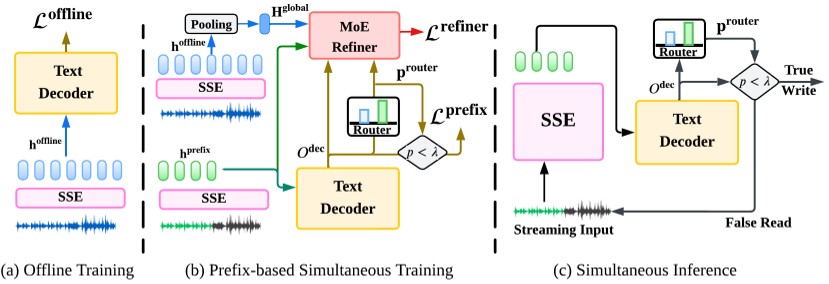 ℒ^offline
Text
Decoder
h^offline
SSE
(a) Offline Training
Pooling
H^global
h^offline
SSE
MoE
Refiner
ℒ^refiner
p^router
Router
ℒ^prefix
h^prefix
O^dec
p < λ
SSE
Text
Decoder
(b) Prefix-based Simultaneous Training
Router
p^router
O^dec
p < λ
True
Write
SSE
Text
Decoder
Streaming Input
False Read
(c) Simultaneous Inference